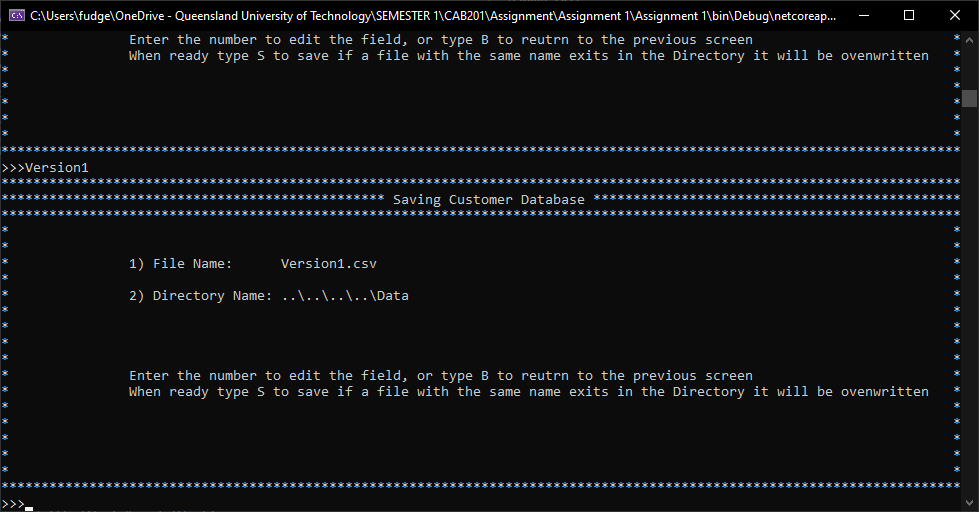 C:\Users\fudge\OneDrive - Queensland University of Technology\SEMESTER 1\CAB201\Assignment\Assignment 1\Assignment 1\bin\Debug\netcoreap...
* Enter the number to edit the field, or type B to reutrn to the previous screen *
* When ready type S to save if a file with the same name exits in the Directory it will be ovenwritten *
*                                                                                                                      *
*                                                                                                                      *
*                                                                                                                      *
*                                                                                                                      *
*                                                                                                                      *
************************************************************************************************************************
>>>Version1
************************************************************************************************************************
************************************************ Saving Customer Database **********************************************
************************************************************************************************************************
*                                                                                                                      *
*                                                                                                                      *
* 1) File Name: Version1.csv *
*                                                                                                                      *
* 2) Directory Name: ..\..\..\..\Data *
*                                                                                                                      *
*                                                                                                                      *
*                                                                                                                      *
*                                                                                                                      *
* Enter the number to edit the field, or type B to reutrn to the previous screen *
* When ready type S to save if a file with the same name exits in the Directory it will be ovenwritten *
*                                                                                                                      *
*                                                                                                                      *
*                                                                                                                      *
*                                                                                                                      *
*                                                                                                                      *
************************************************************************************************************************
>>>